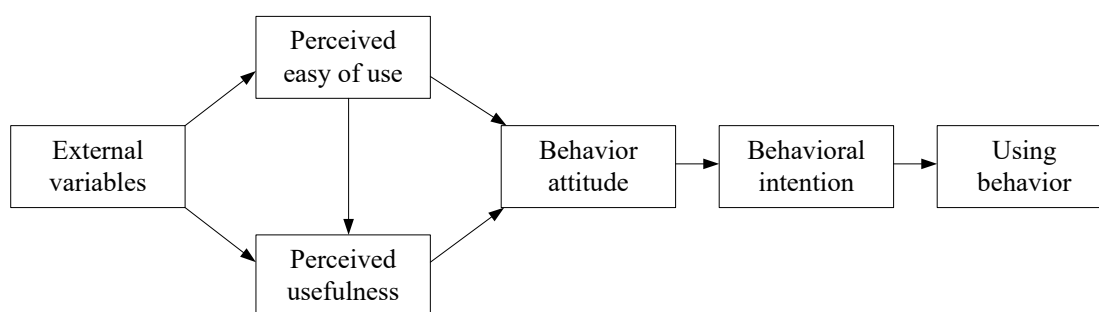 Perceived
easy of use
External
variables
Behavior
attitude
Behavioral
intention
Using
behavior
Perceived
usefulness